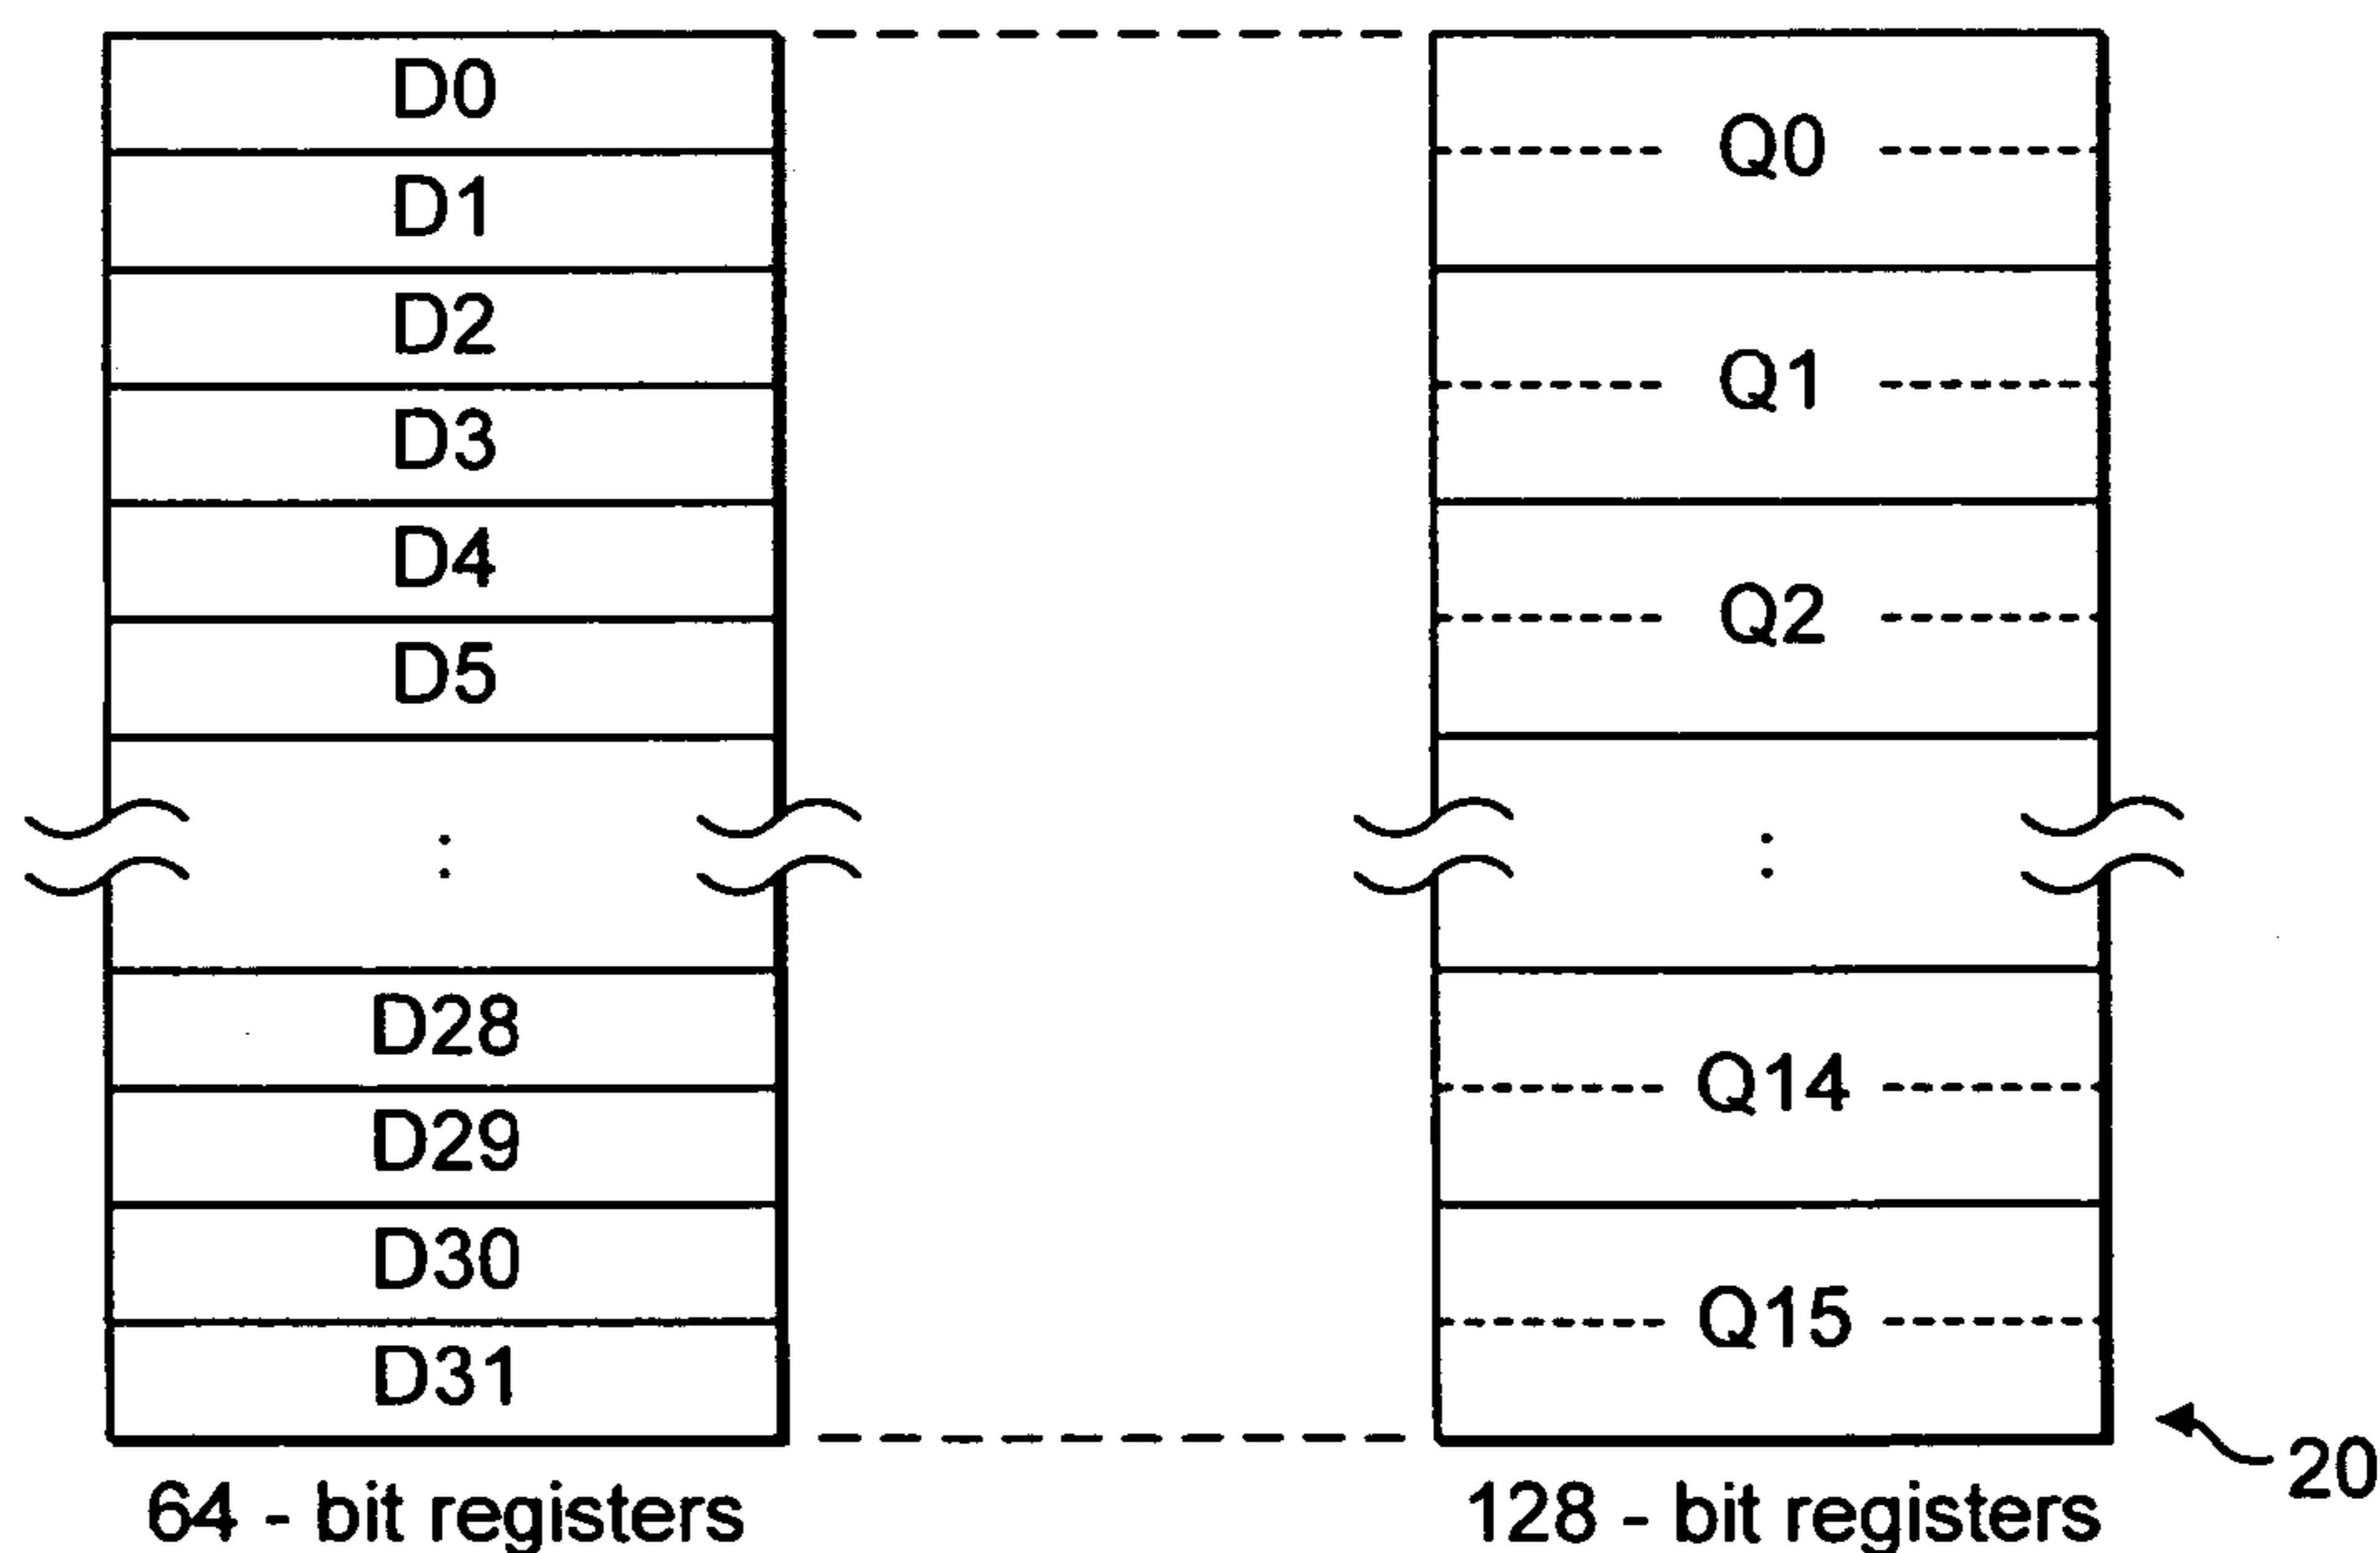 D0
D1
D2
D3
D4
D5
:
D28
D29
D30
D31
64 - bit registers
Q0
Q1
Q2
:
Q14
Q15
128 - bit registers
20